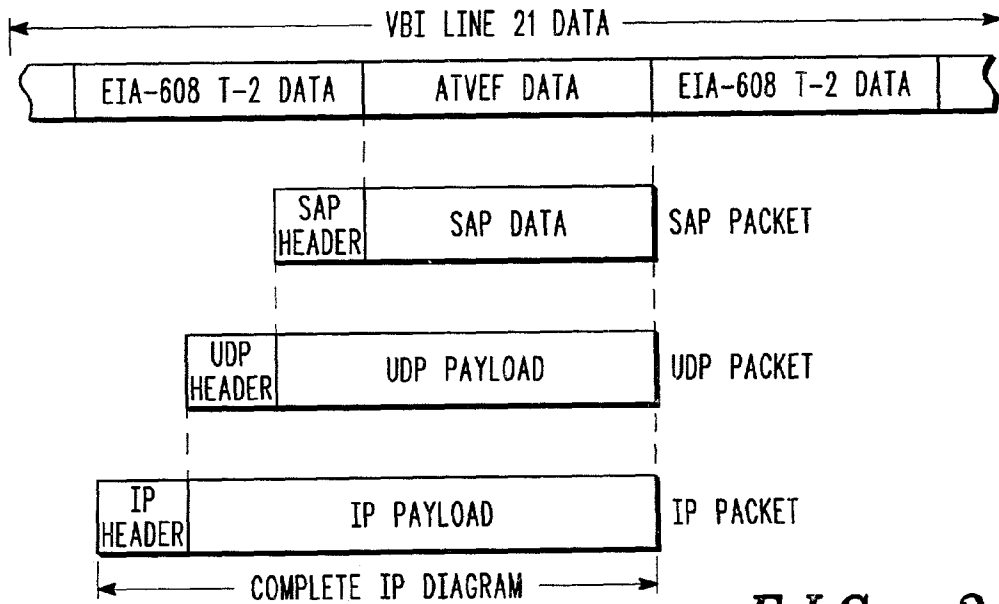 VBI LINE 21 DATA
EIA-608 T-2 DATA ATVEF DATA EIA-608 T-2 DATA
SAP HEADER SAP DATA SAP PACKET
UDP HEADER UDP PAYLOAD UDP PACKET
IP HEADER IP PAYLOAD IP PACKET
COMPLETE IP DIAGRAM